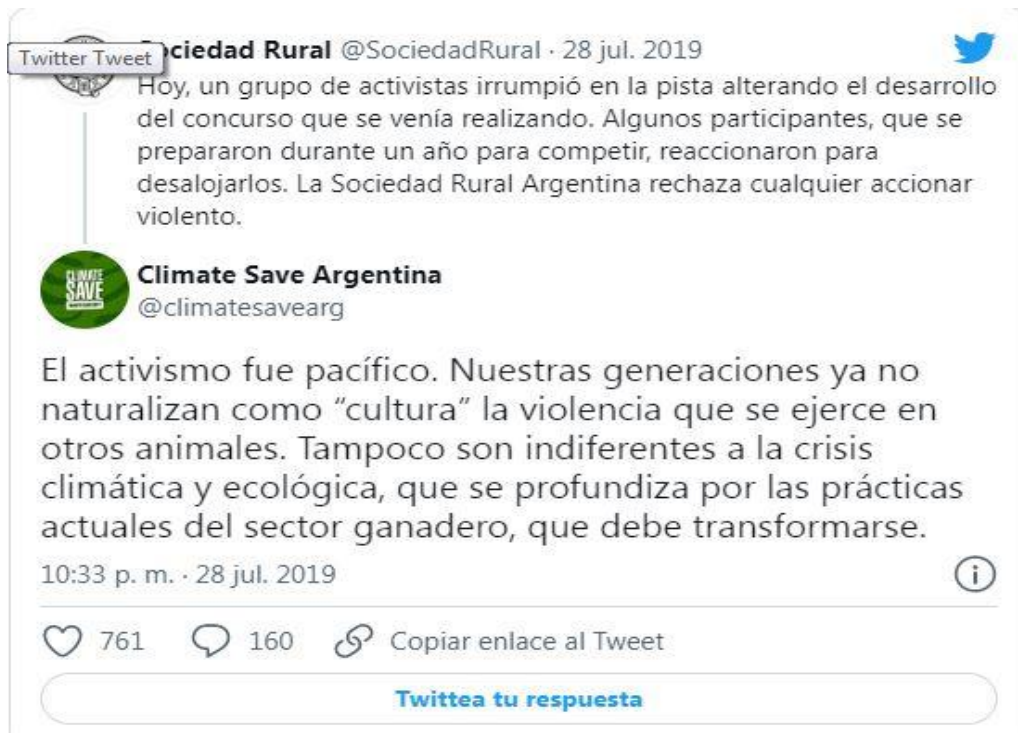 Twitter Tweet
ciedad Rural @SociedadRural · 28 jul. 2019
Hoy, un grupo de activistas irrumpió en la pista alterando el desarrollo
del concurso que se venía realizando. Algunos participantes, que se
prepararon durante un año para competir, reaccionaron para
desalojarlos. La Sociedad Rural Argentina rechaza cualquier accionar
violento.
CLIMATE
SAVE
Climate Save Argentina
@climatesavearg
El activismo fue pacífico. Nuestras generaciones ya no
naturalizan como “cultura” la violencia que se ejerce en
otros animales. Tampoco son indiferentes a la crisis
climática y ecológica, que se profundiza por las prácticas
actuales del sector ganadero, que debe transformarse.
10:33 p. m. · 28 jul. 2019
761 160 Copiar enlace al Tweet
Twittea tu respuesta